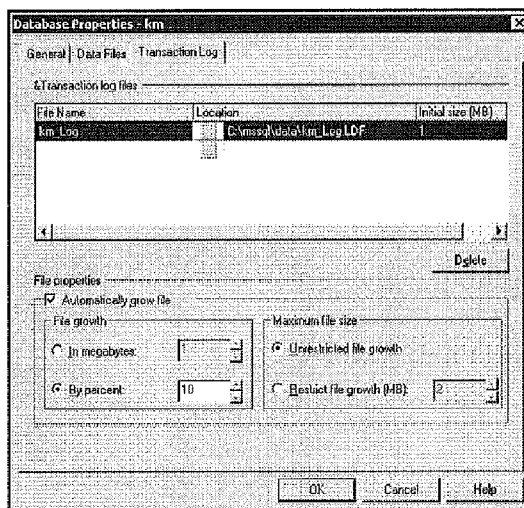 Database Properties - km
General Data Files Transaction Log
&Transaction log files
File Name Location Initial size (MB)
km_Log C:\mssql\data\km_Log.LDF 1
Delete
File properties
Automatically grow file
File growth
In megabytes: 1
By percent: 10
Maximum file size
Unrestricted file growth
Restrict file growth (MB): 2
OK Cancel Help